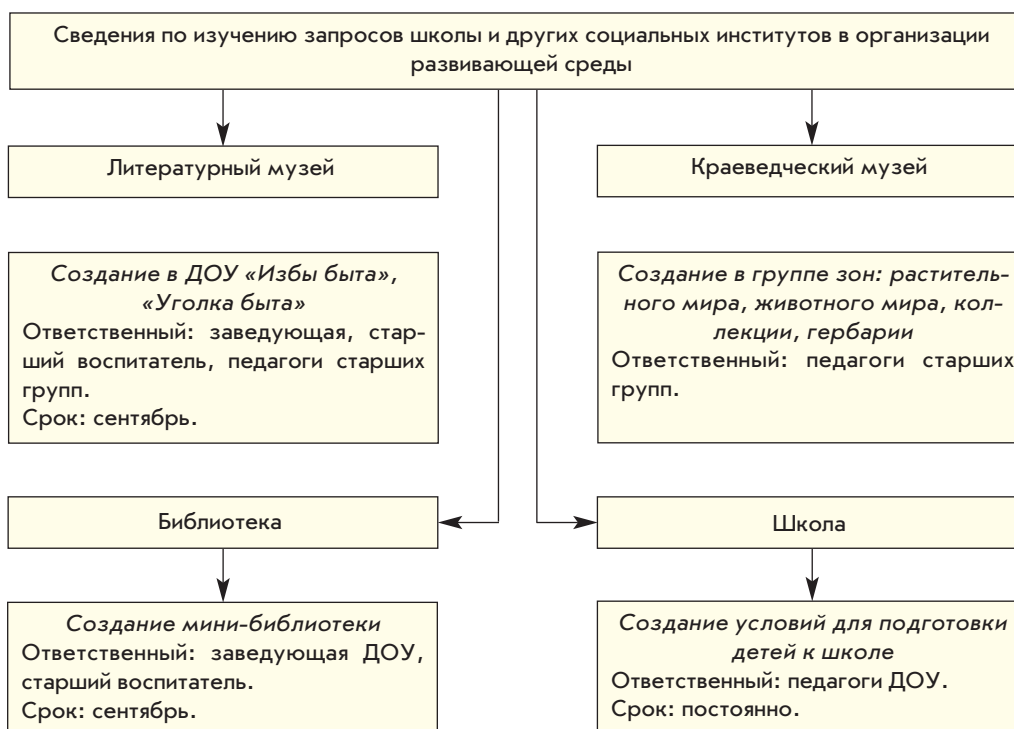 Сведения по изучению запросов школы и других социальных институтов в организации
развивающей среды
Литературный музей
Краеведческий музей
Создание в ДОУ «Избы быта»,
«Уголка быта»
Ответственный: заведующая, стар-
ший воспитатель, педагоги старших
групп.
Срок: сентябрь.
Создание в группе зон: раститель-
ного мира, животного мира, кол-
лекции, гербарии
Ответственный: педагоги старших
групп.
Библиотека
Школа
Создание мини-библиотеки
Ответственный: заведующая ДОУ,
старший воспитатель.
Срок: сентябрь.
Создание условий для подготовки
детей к школе
Ответственный: педагоги ДОУ.
Срок: постоянно.